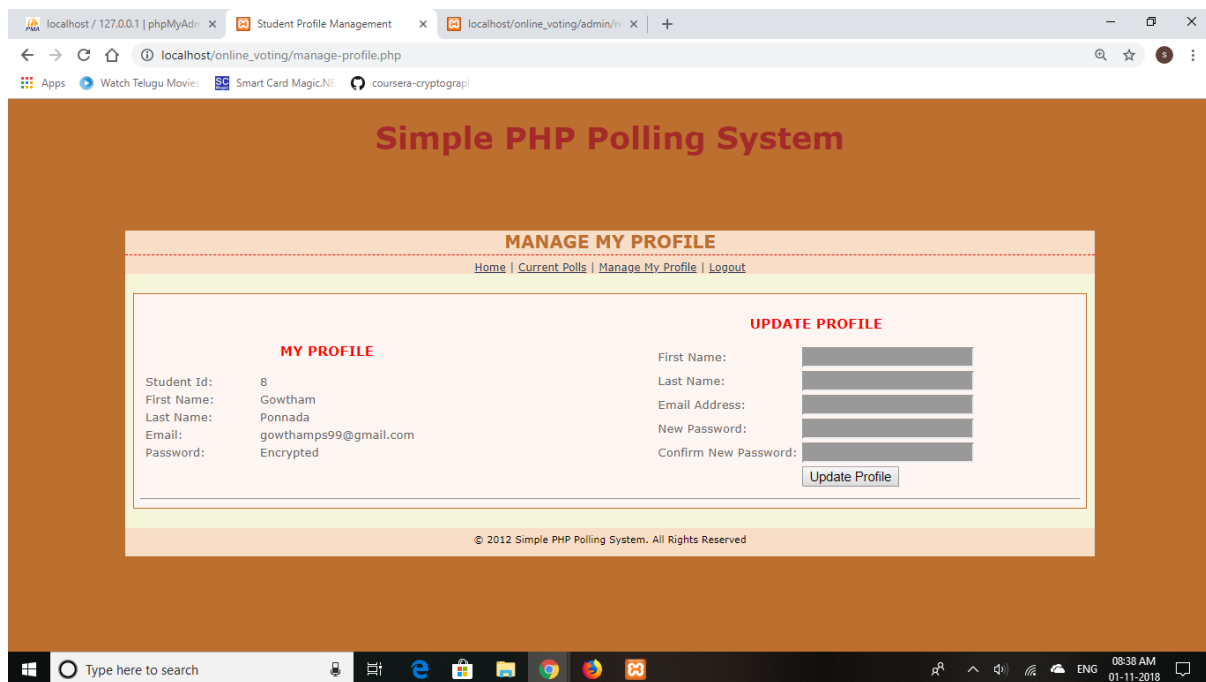 localhost / 127.0.0.1 | phpMyAdm
Student Profile Management
localhost/online_voting/admin/re
localhost/online_voting/manage-profile.php
Apps
Watch Telugu Movies
Smart Card Magic.NE
coursera-cryptograph
Simple PHP Polling System
MANAGE MY PROFILE
Home | Current Polls | Manage My Profile | Logout
MY PROFILE
Student Id: 8
First Name: Gowtham
Last Name: Ponnada
Email: gowthamps99@gmail.com
Password: Encrypted
UPDATE PROFILE
First Name:
Last Name:
Email Address:
New Password:
Confirm New Password:
Update Profile
© 2012 Simple PHP Polling System. All Rights Reserved
Type here to search
ENG
08:38 AM
01-11-2018